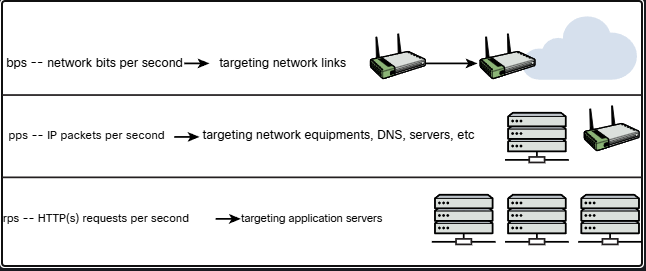 bps -- network bits per second targeting network links
pps -- IP packets per second targeting network equipments, DNS, servers, etc
rps -- HTTP(s) requests per second targeting application servers